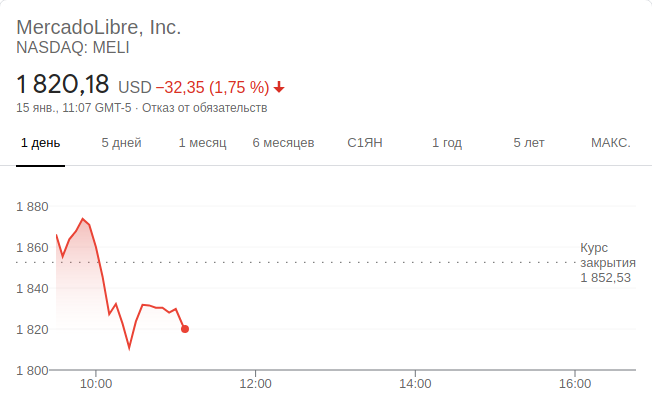 MercadoLibre, Inc.
NASDAQ: MELI
1 820,18 USD −32,35 (1,75 %)
15 янв., 11:07 GMT-5 · Отказ от обязательств
1 день 5 дней 1 месяц 6 месяцев С1ЯН 1 год 5 лет МАКС.
1 880
1 860
1 840
1 820
1 800
Курс
закрытия
1 852,53
10:00 12:00 14:00 16:00